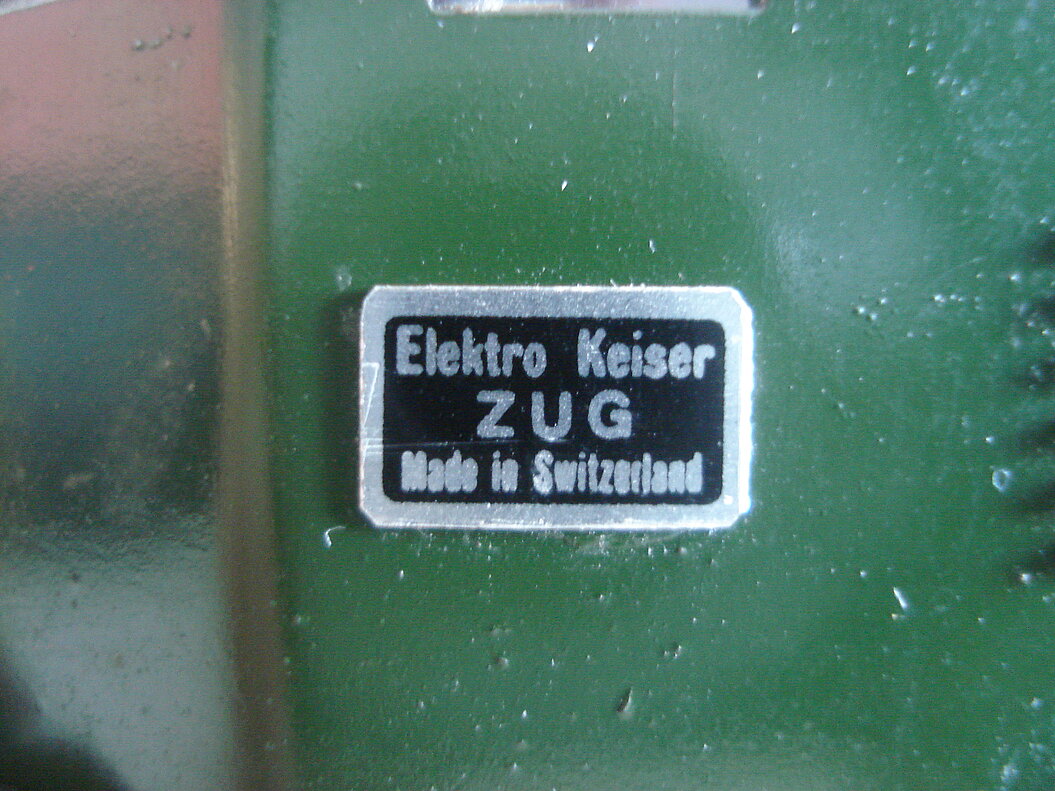 Elektro Keiser
ZUG
Made in Switzerland